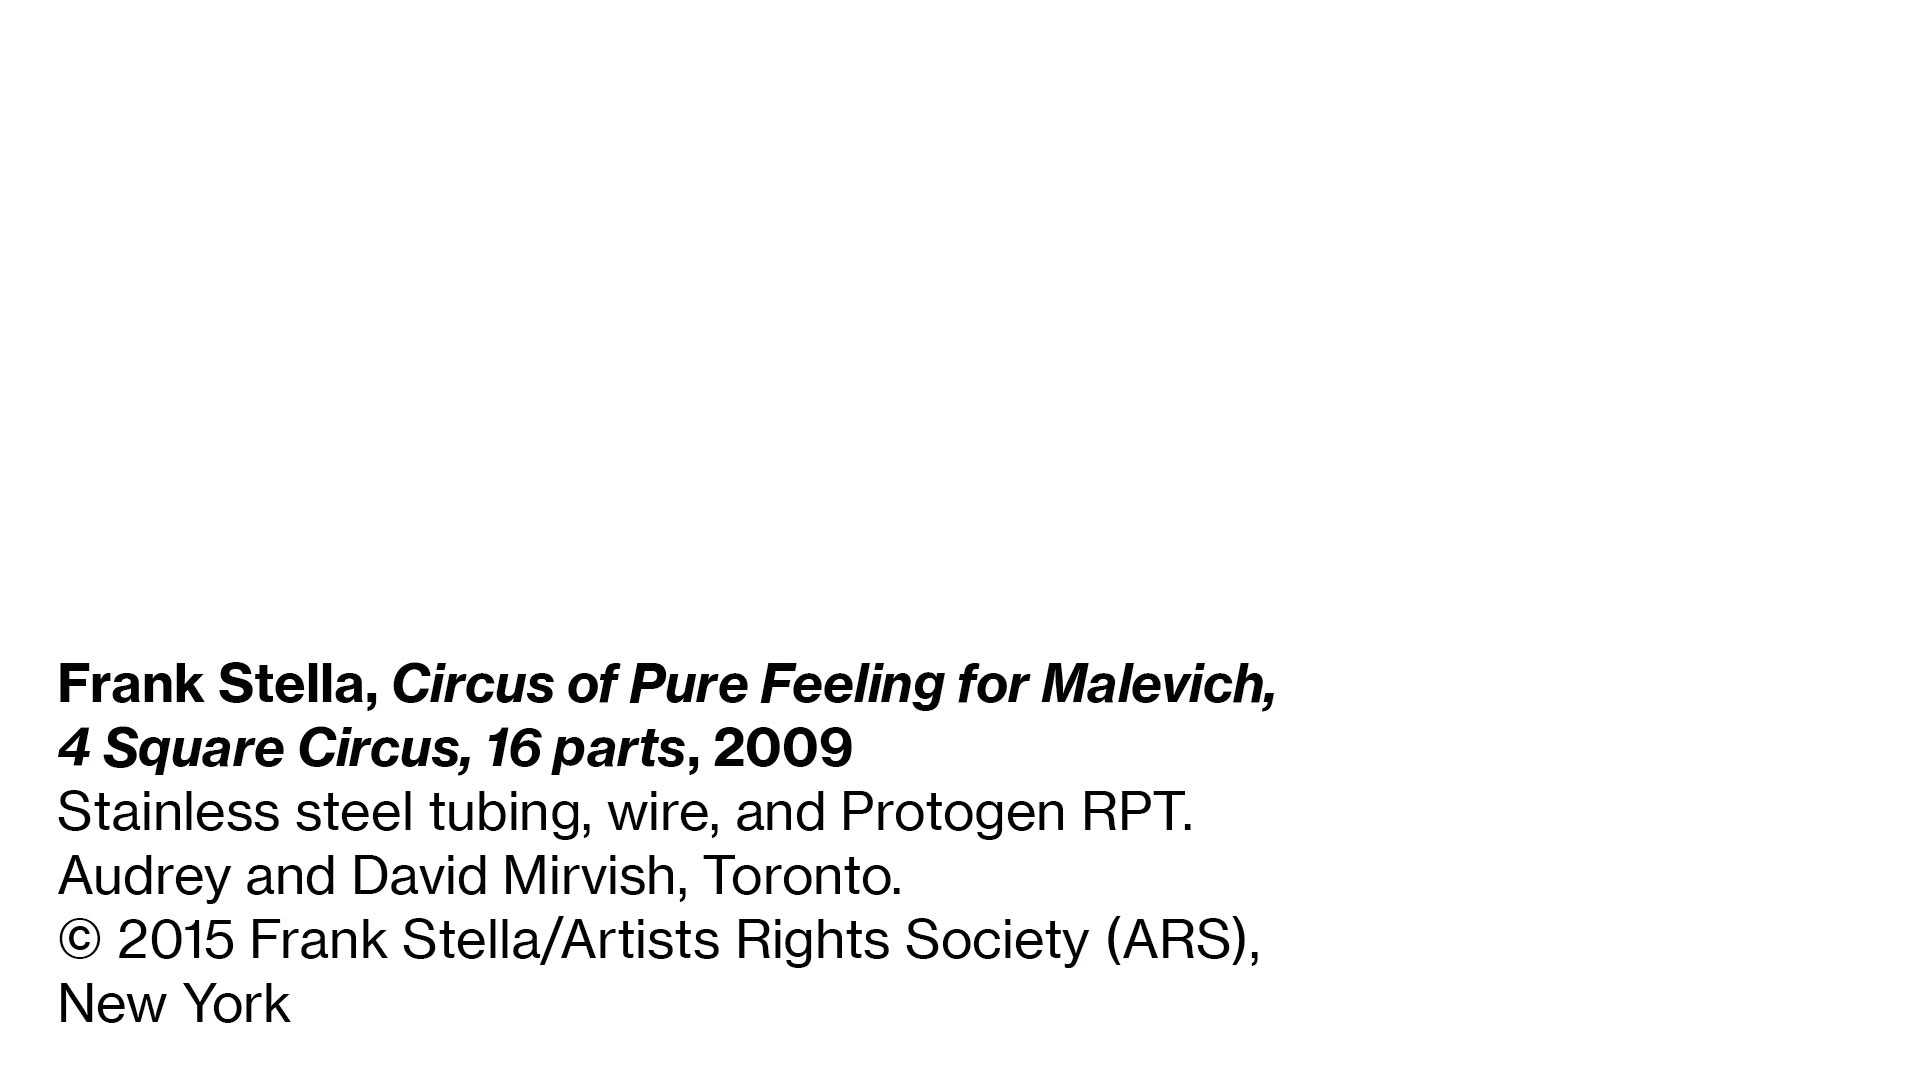 Frank Stella, Circus of Pure Feeling for Malevich,
4 Square Circus, 16 parts, 2009
Stainless steel tubing, wire, and Protogen RPT.
Audrey and David Mirvish, Toronto.
© 2015 Frank Stella/Artists Rights Society (ARS),
New York